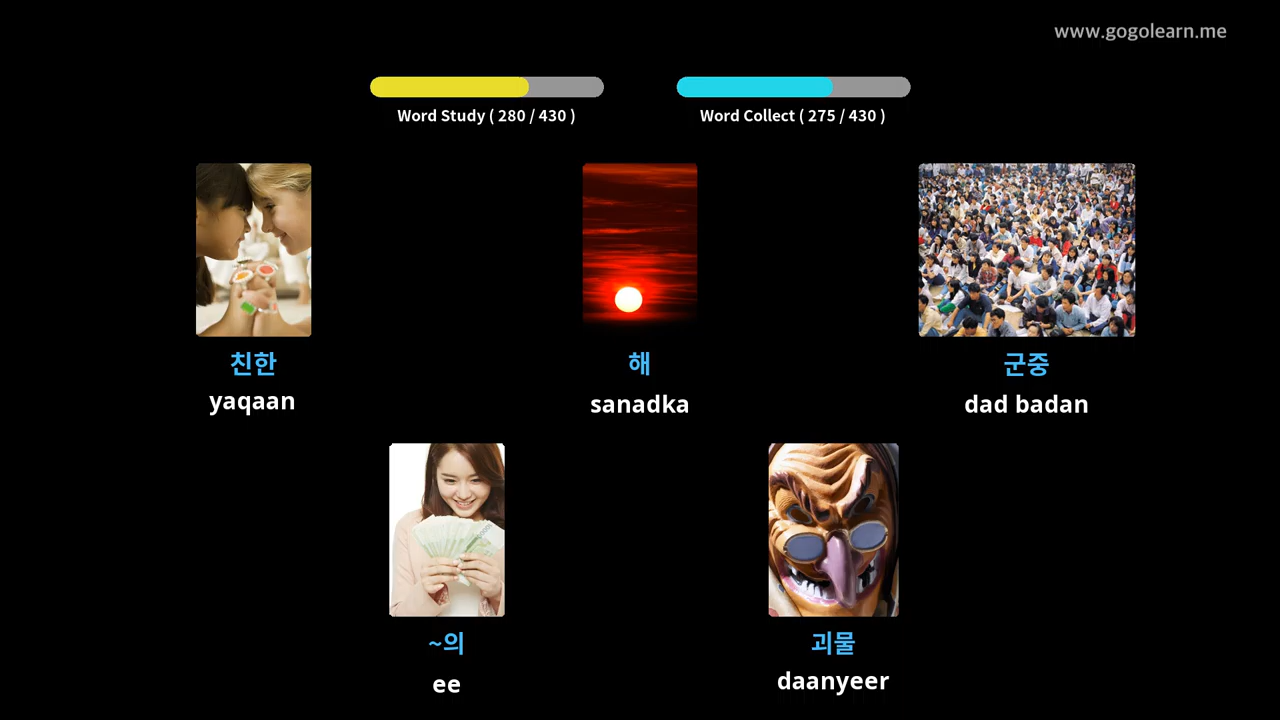 www.gogolearn.me
Word Study ( 280 / 430 )
Word Collect ( 275 / 430 )
친한
yaqaan
해
sanadka
군중
dad badan
~의
ee
괴물
daanyeer